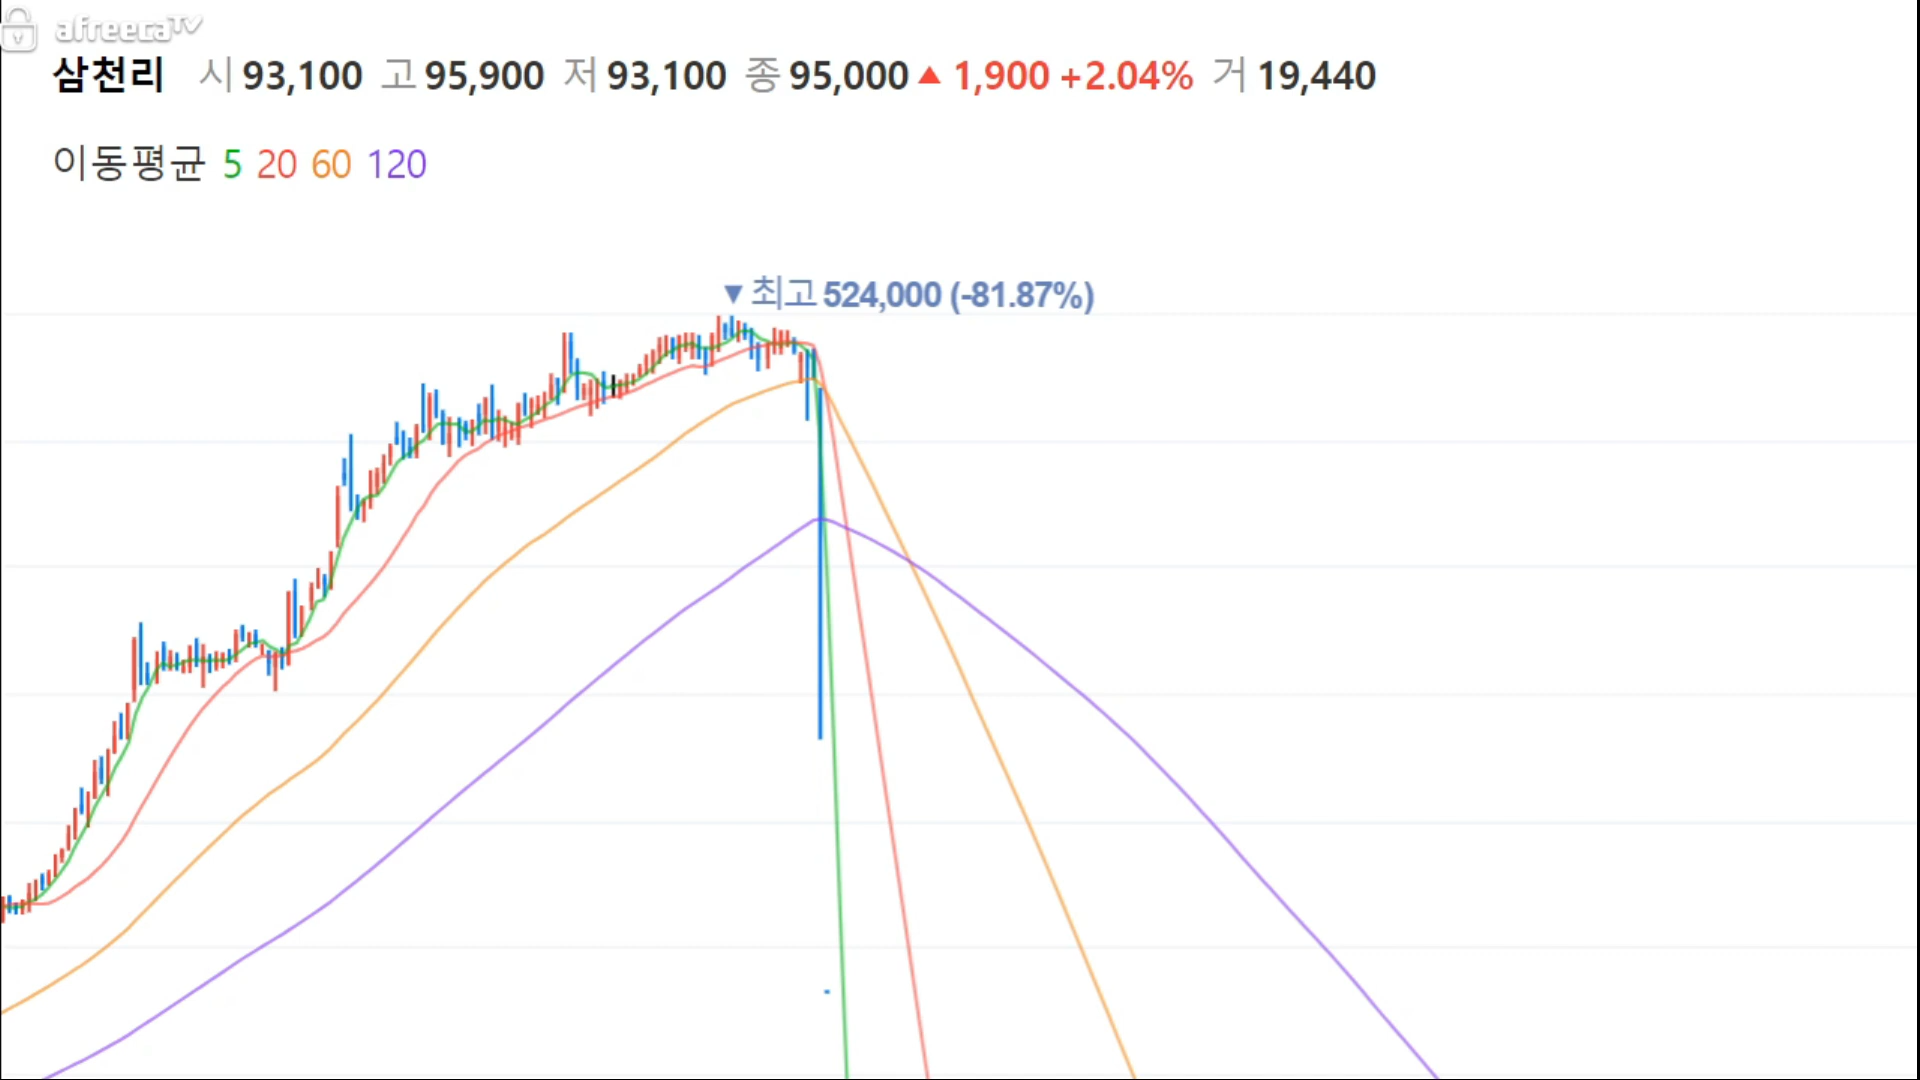 afreecaTV
삼천리 시 93,100 고 95,900 저 93,100 종 95,000 ▲ 1,900 +2.04% 거 19,440
이동평균 5 20 60 120
▼최고 524,000 (-81.87%)